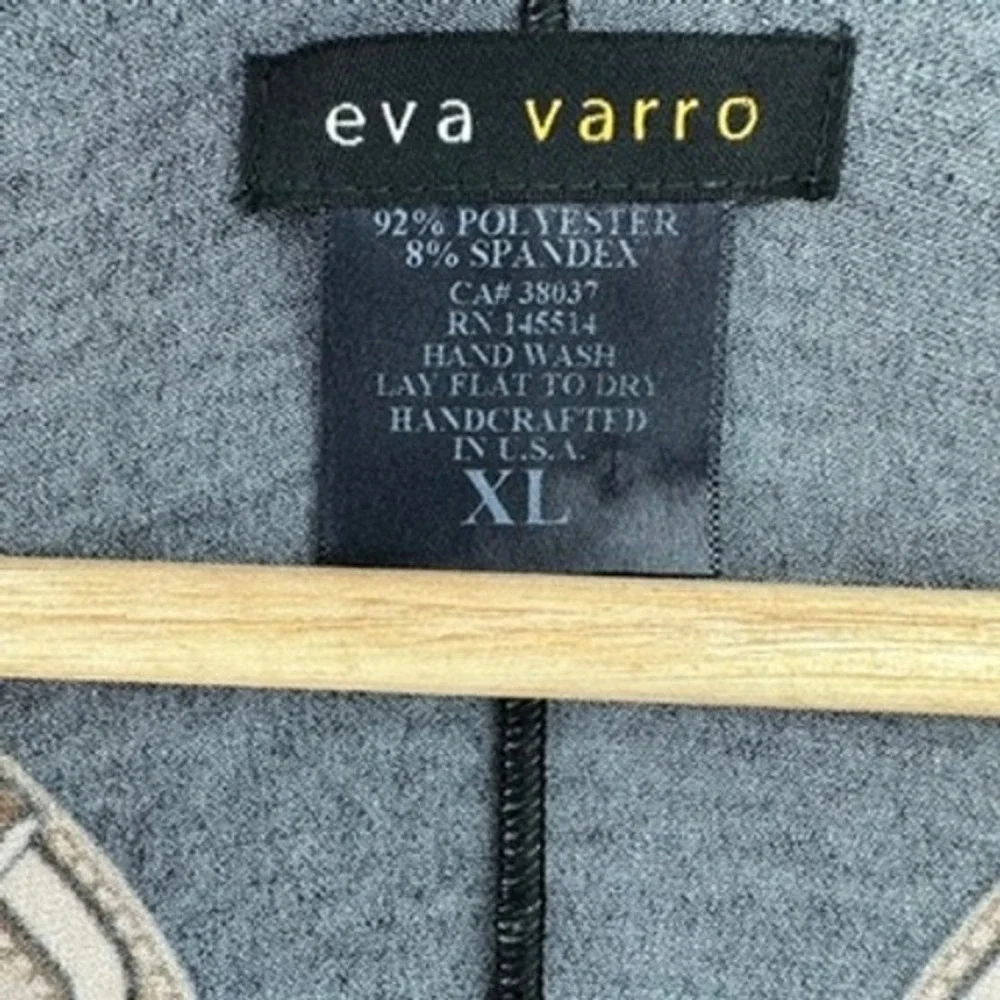 eva varro
92% POLYESTER
8% SPANDEX
CA# 38037
RN 145514
HAND WASH
LAY FLAT TO DRY
HANDCRAFTED
IN U.S.A.
XL